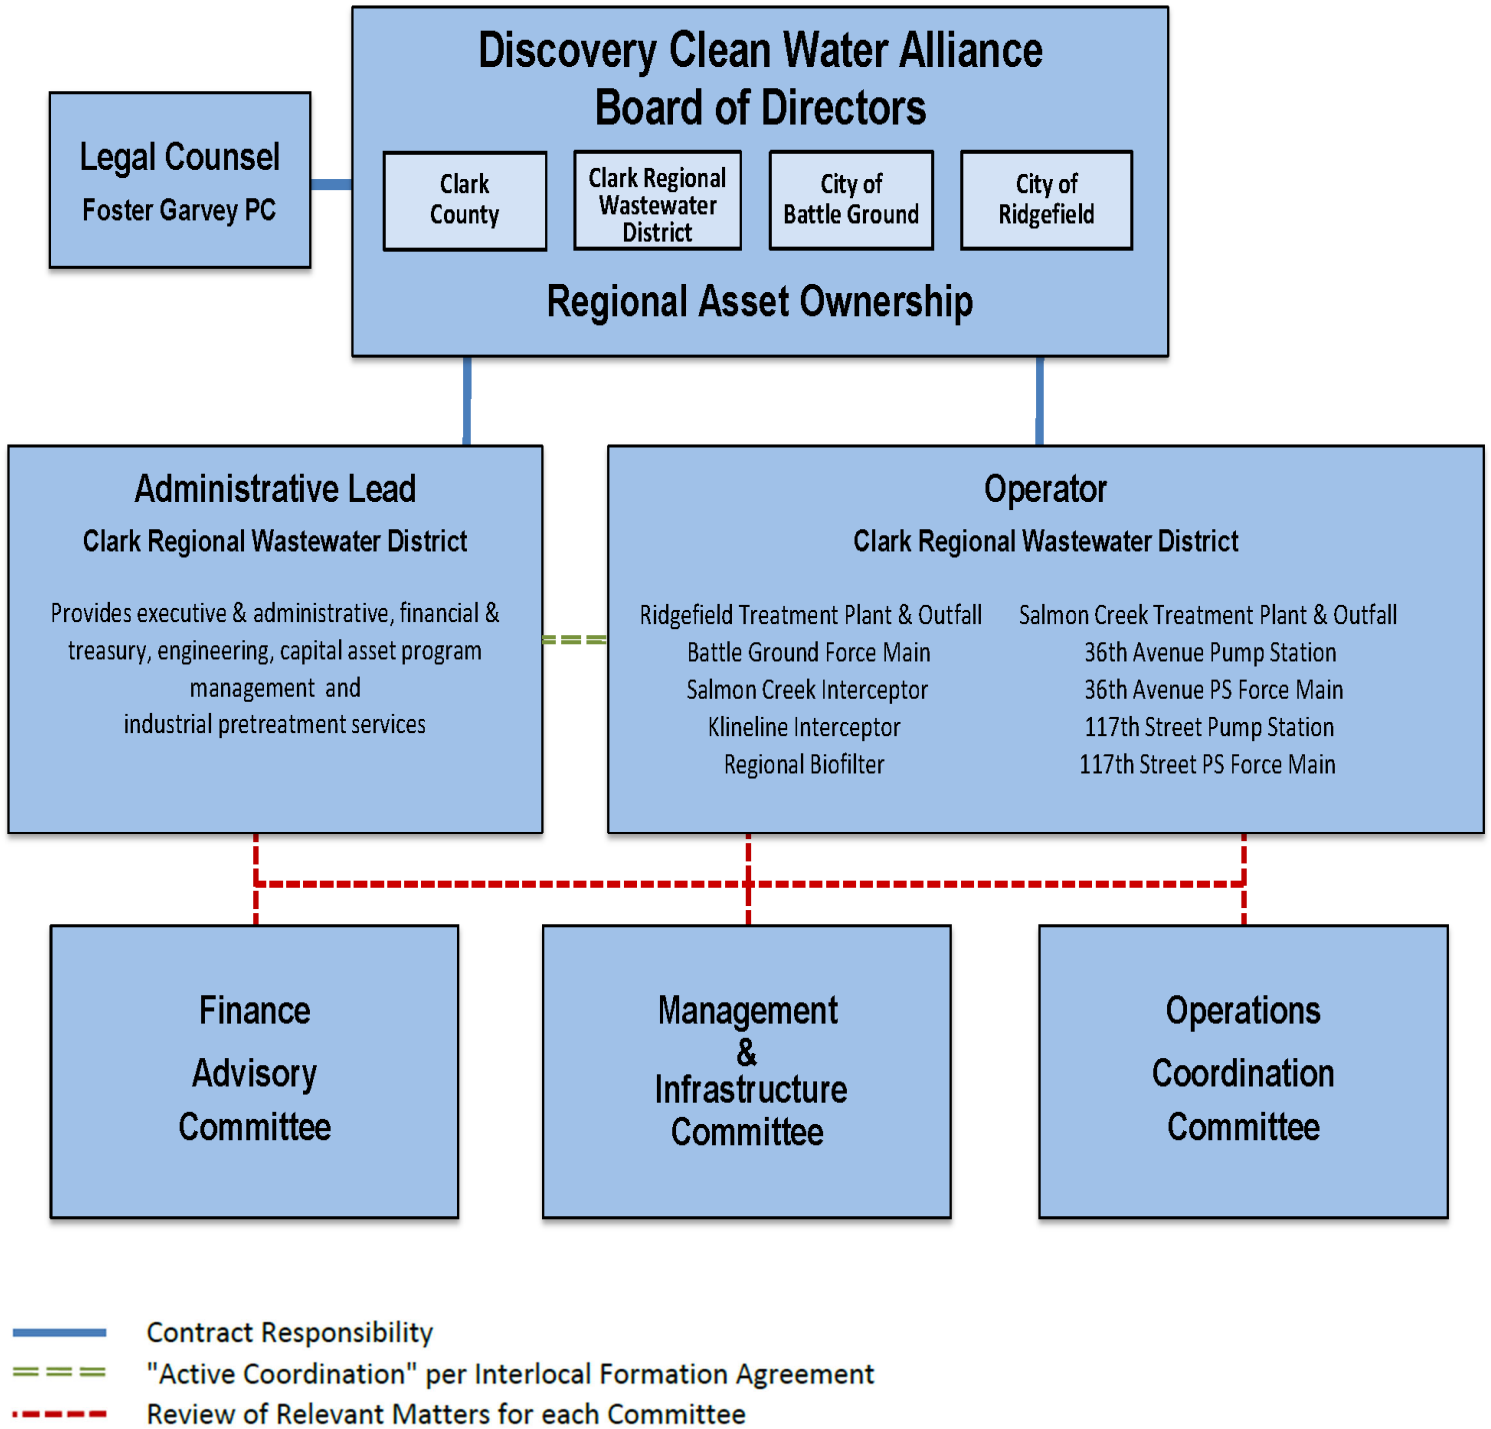 Discovery Clean Water Alliance
Board of Directors
Legal Counsel
Foster Garvey PC
Clark
County
Clark Regional
Wastewater
District
City of
Battle Ground
City of
Ridgefield
Regional Asset Ownership
Administrative Lead
Clark Regional Wastewater District
Provides executive & administrative, financial &
treasury, engineering, capital asset program
management and
industrial pretreatment services
Operator
Clark Regional Wastewater District
Ridgefield Treatment Plant & Outfall
Battle Ground Force Main
Salmon Creek Interceptor
Klineline Interceptor
Regional Biofilter
Salmon Creek Treatment Plant & Outfall
36th Avenue Pump Station
36th Avenue PS Force Main
117th Street Pump Station
117th Street PS Force Main
Finance
Advisory
Committee
Management
&
Infrastructure
Committee
Operations
Coordination
Committee
Contract Responsibility
"Active Coordination" per Interlocal Formation Agreement
Review of Relevant Matters for each Committee